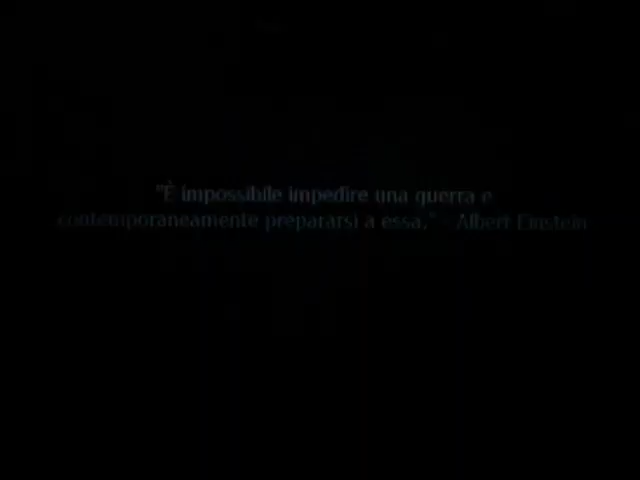 "È impossibile impedire una guerra e
contemporaneamente prepararsi a essa." - Albert Einstein